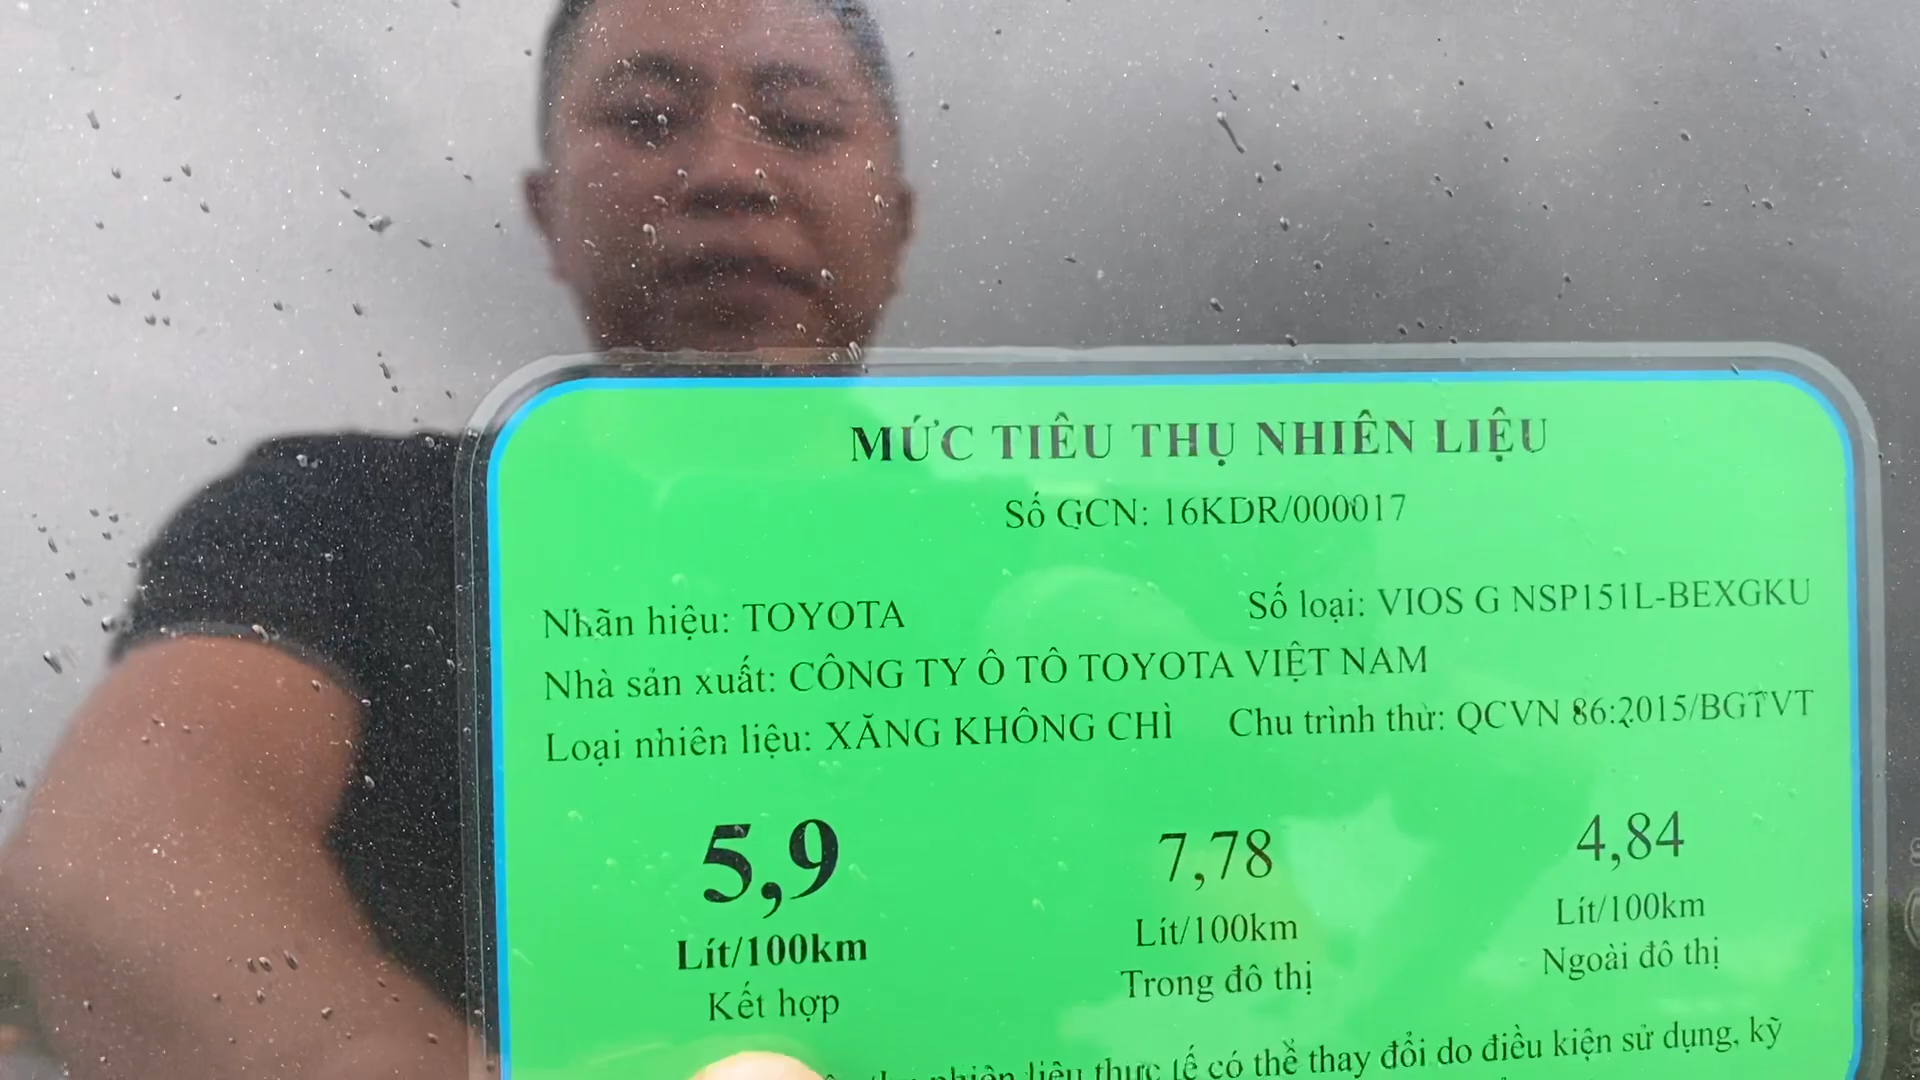 MỨC TIÊU THỤ NHIÊN LIỆU
Số GCN: 16KDR/000017
Nhãn hiệu: TOYOTA Số loại: VIOS G NSP151L-BEXGKU
Nhà sản xuất: CÔNG TY Ô TÔ TOYOTA VIỆT NAM
Loại nhiên liệu: XĂNG KHÔNG CHÌ Chu trình thử: QCVN 86:2015/BGTVT
5,9 7,78 4,84
Lít/100km Lít/100km Lít/100km
Kết hợp Trong đô thị Ngoài đô thị
nhiên liệu thực tế có thể thay đổi do điều kiện sử dụng, kỹ